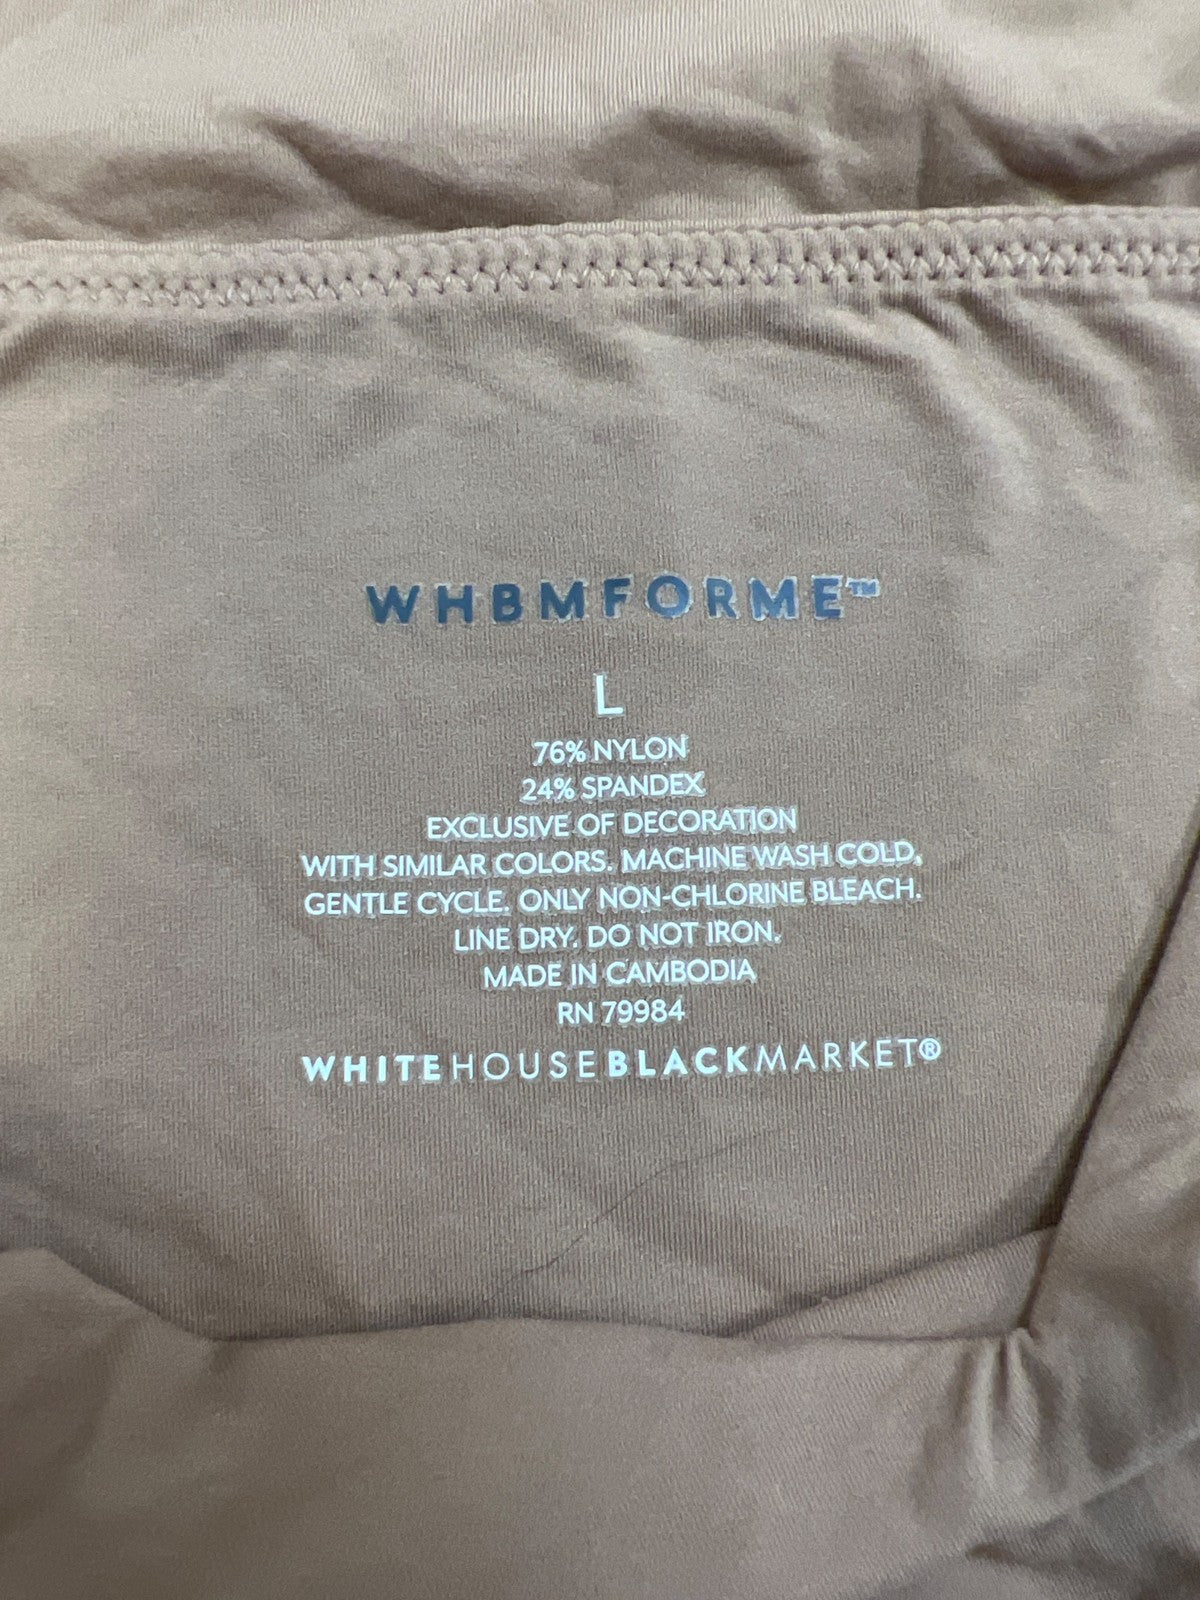 WHBMFORME™
L
76% NYLON
24% SPANDEX
EXCLUSIVE OF DECORATION
WITH SIMILAR COLORS. MACHINE WASH COLD,
GENTLE CYCLE. ONLY NON-CHLORINE BLEACH.
LINE DRY. DO NOT IRON.
MADE IN CAMBODIA
RN 79984
WHITEHOUSEBLACKMARKET®